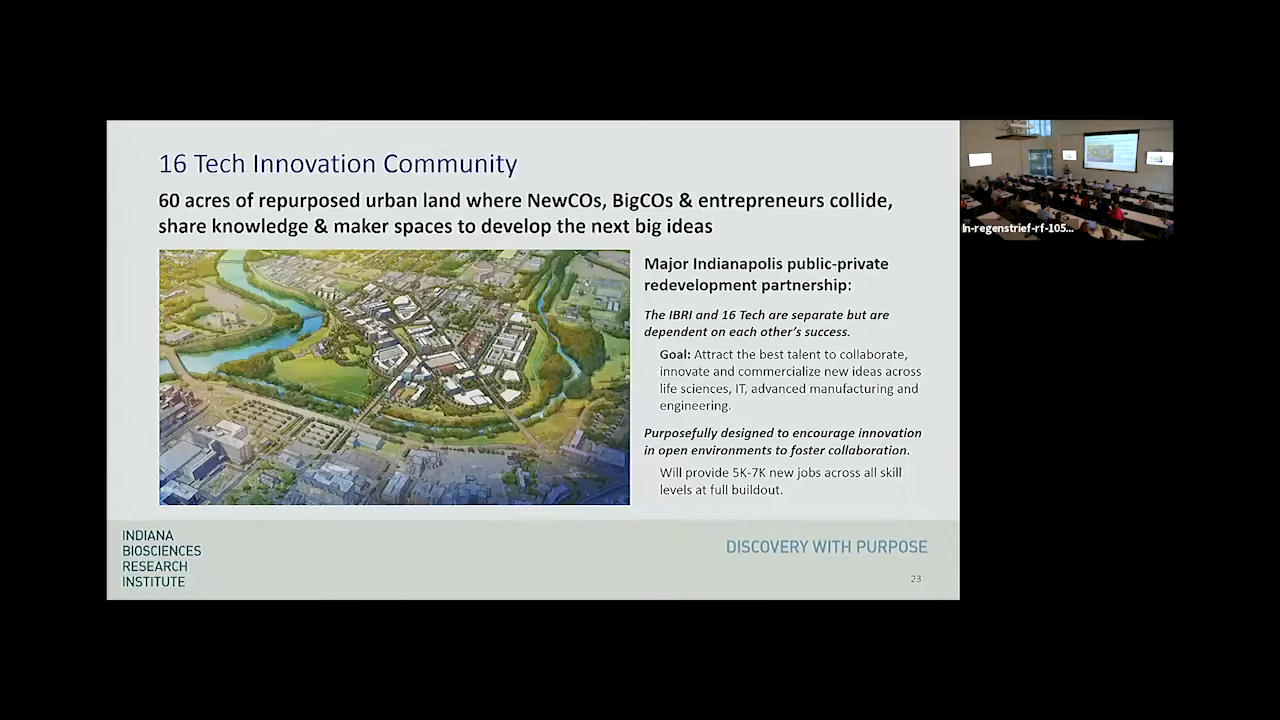 16 Tech Innovation Community
60 acres of repurposed urban land where NewCOs, BigCOs & entrepreneurs collide,
share knowledge & maker spaces to develop the next big ideas
Major Indianapolis public-private
redevelopment partnership:
The IBRI and 16 Tech are separate but are
dependent on each other's success.
Goal: Attract the best talent to collaborate,
innovate and commercialize new ideas across
life sciences, IT, advanced manufacturing and
engineering.
Purposefully designed to encourage innovation
in open environments to foster collaboration.
Will provide 5K-7K new jobs across all skill
levels at full buildout.
INDIANA
BIOSCIENCES
RESEARCH
INSTITUTE
DISCOVERY WITH PURPOSE
23
In-regenstrief-rf-105...